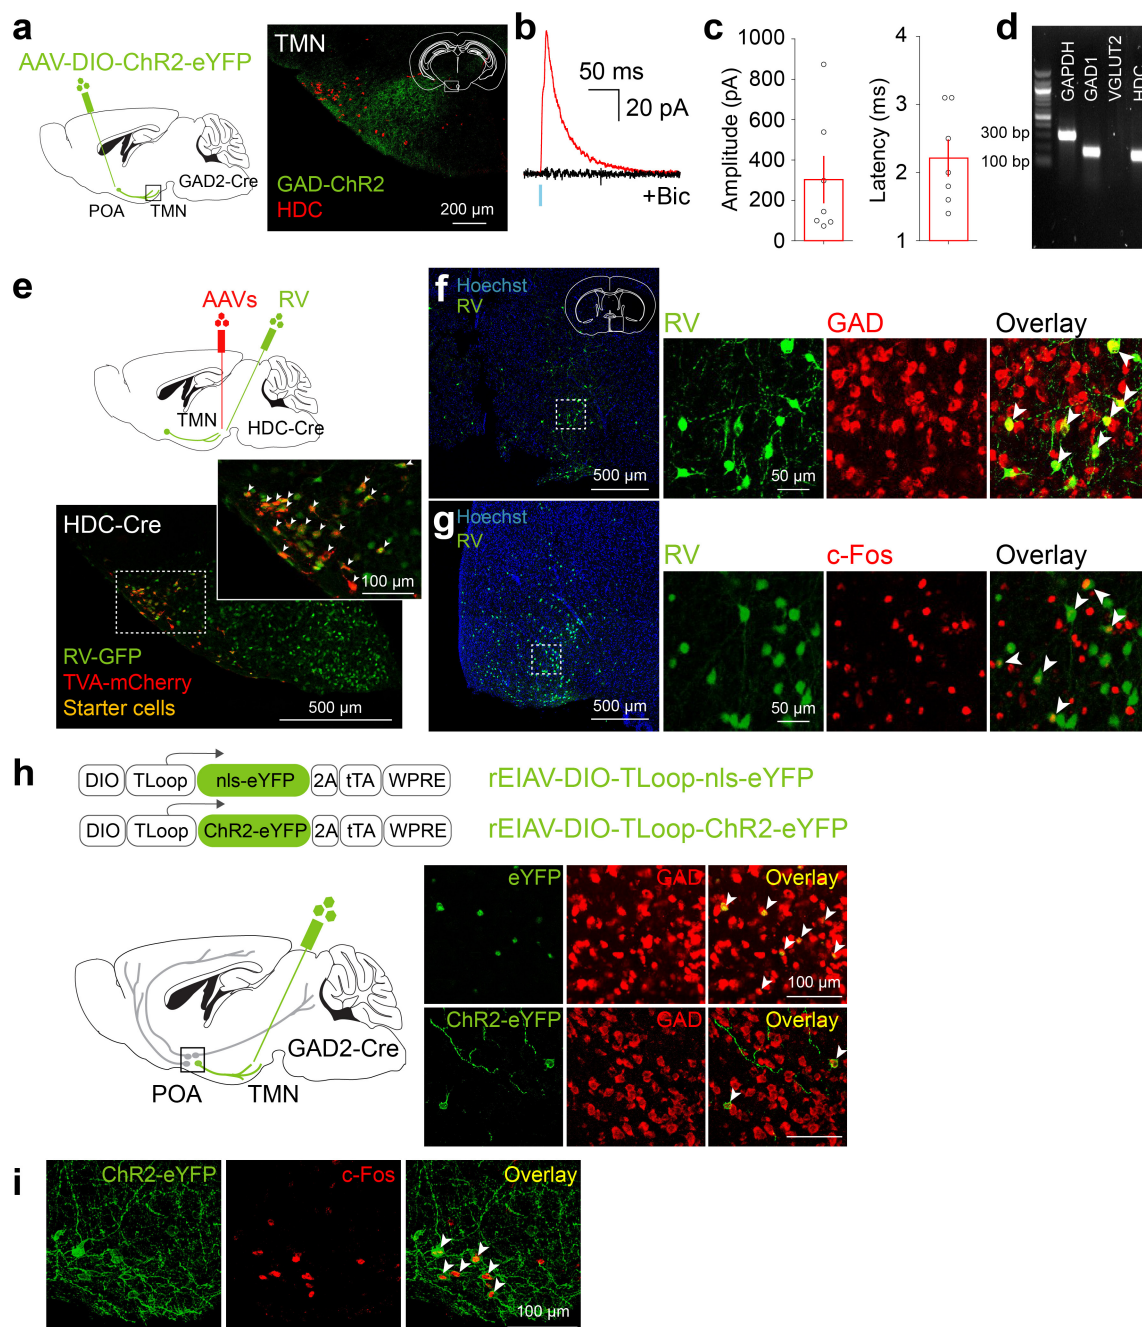 a
AAV-DIO-ChR2-eYFP
POA
TMN
GAD2-Cre
TMN
GAD-ChR2
HDC
200 µm
b
50 ms
20 pA
+Bic
c
Amplitude (pA)
1000
800
600
400
200
0
Latency (ms)
4
3
2
1
d
GAPDH
GAD1
VGLUT2
HDC
300 bp
100 bp
e
AAVs
RV
TMN
HDC-Cre
HDC-Cre
100 µm
RV-GFP
TVA-mCherry
Starter cells
500 µm
f
Hoechst
RV
500 µm
RV
GAD
Overlay
50 µm
g
Hoechst
RV
500 µm
RV
c-Fos
Overlay
50 µm
h
DIO TLoop nls-eYFP 2A tTA WPRE
rEIAV-DIO-TLoop-nls-eYFP
DIO TLoop ChR2-eYFP 2A tTA WPRE
rEIAV-DIO-TLoop-ChR2-eYFP
GAD2-Cre
POA
TMN
eYFP
GAD
Overlay
100 µm
ChR2-eYFP
GAD
Overlay
i
ChR2-eYFP
c-Fos
Overlay
100 µm